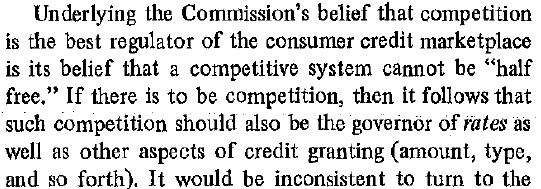 Underlying the Commission's belief that competition
is the best regulator of the consumer credit marketplace
is its belief that a competitive system cannot be "half
free." If there is to be competition, then it follows that
such competition should also be the governor of rates as
well as other aspects of credit granting (amount, type,
and so forth). It would be inconsistent to turn to the